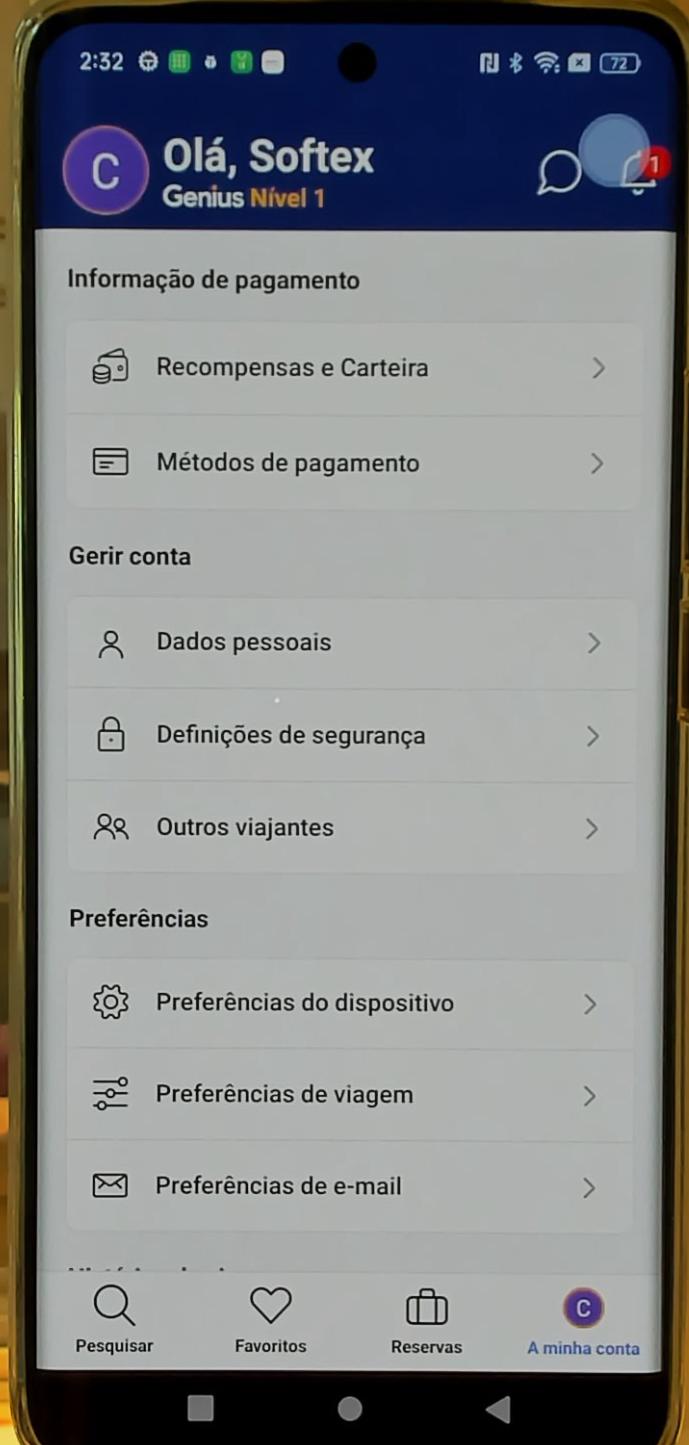 2:32
72
C
Olá, Softex
1
Genius Nível 1
Informação de pagamento
Recompensas e Carteira
Métodos de pagamento
Gerir conta
Dados pessoais
Definições de segurança
Outros viajantes
Preferências
Preferências do dispositivo
Preferências de viagem
Preferências de e-mail
C
Pesquisar
Favoritos
Reservas
A minha conta